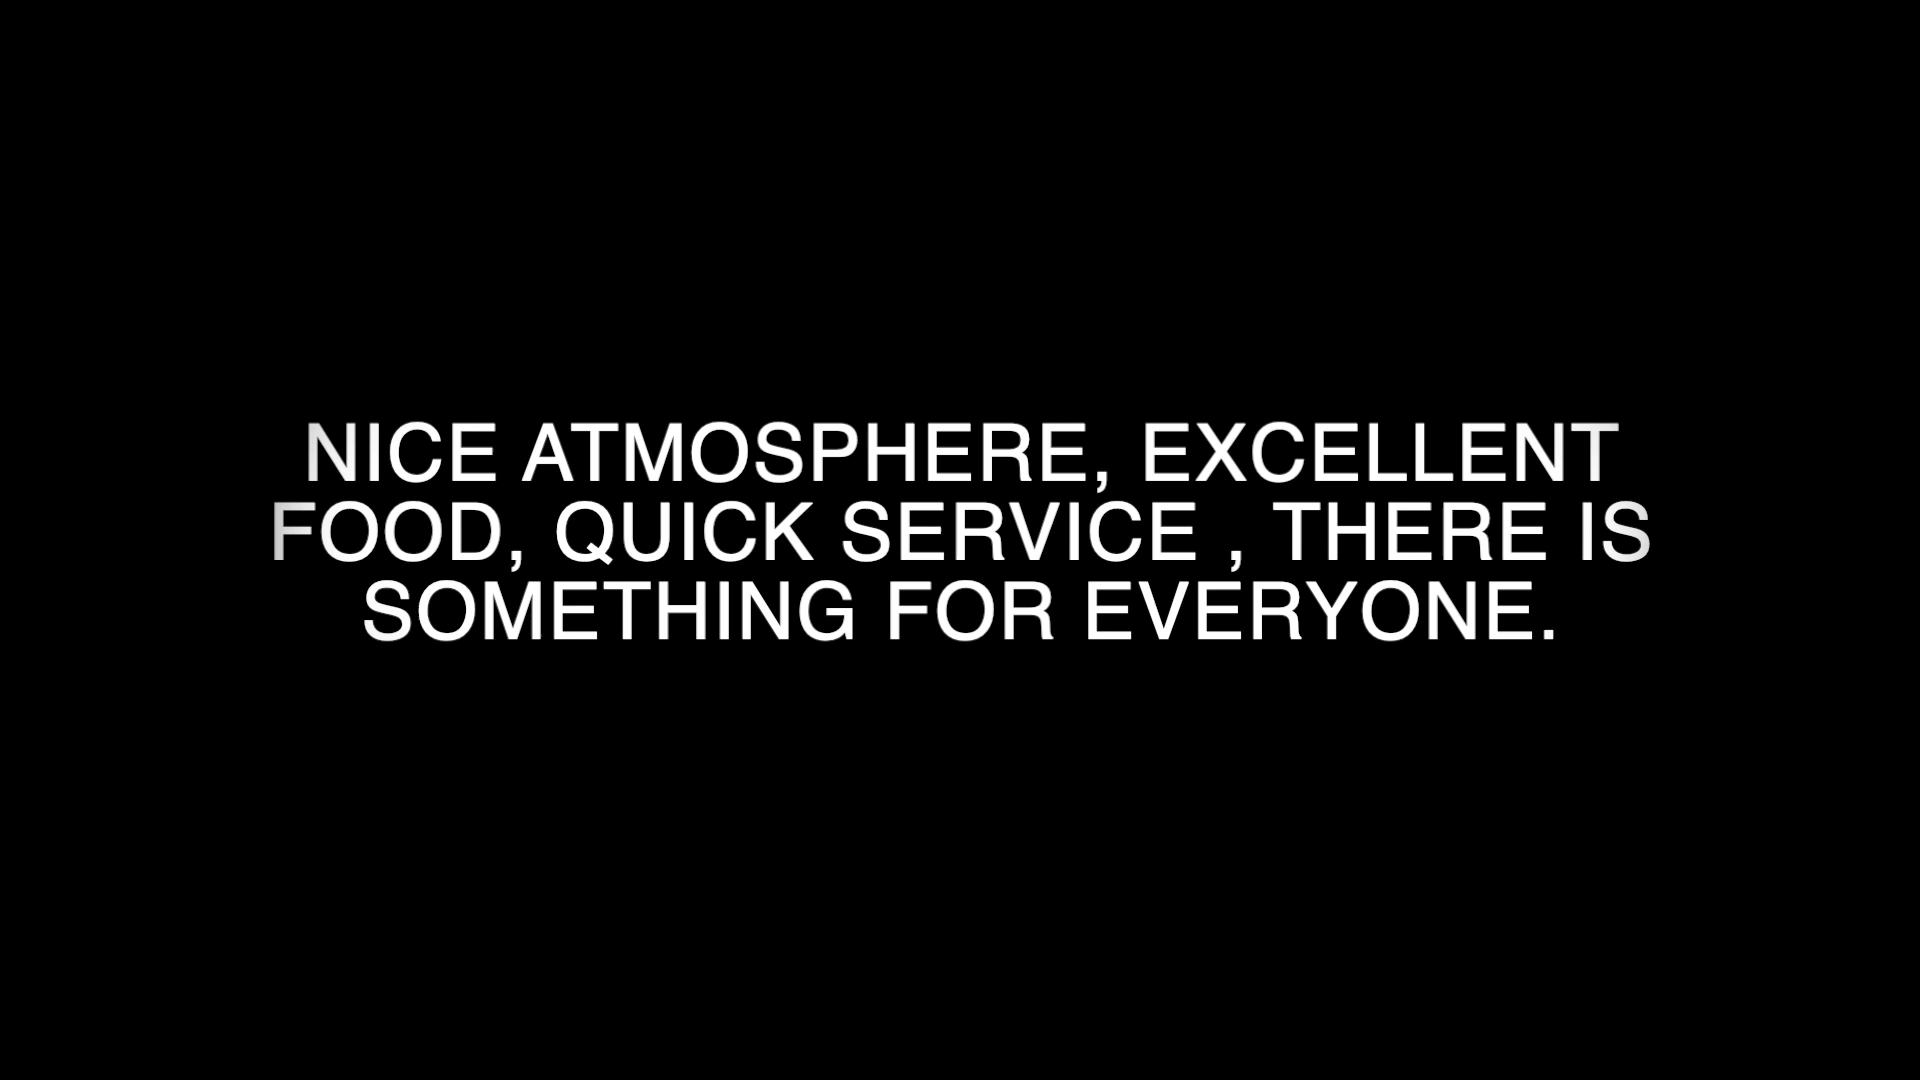 NICE ATMOSPHERE, EXCELLENT
FOOD, QUICK SERVICE , THERE IS
SOMETHING FOR EVERYONE.